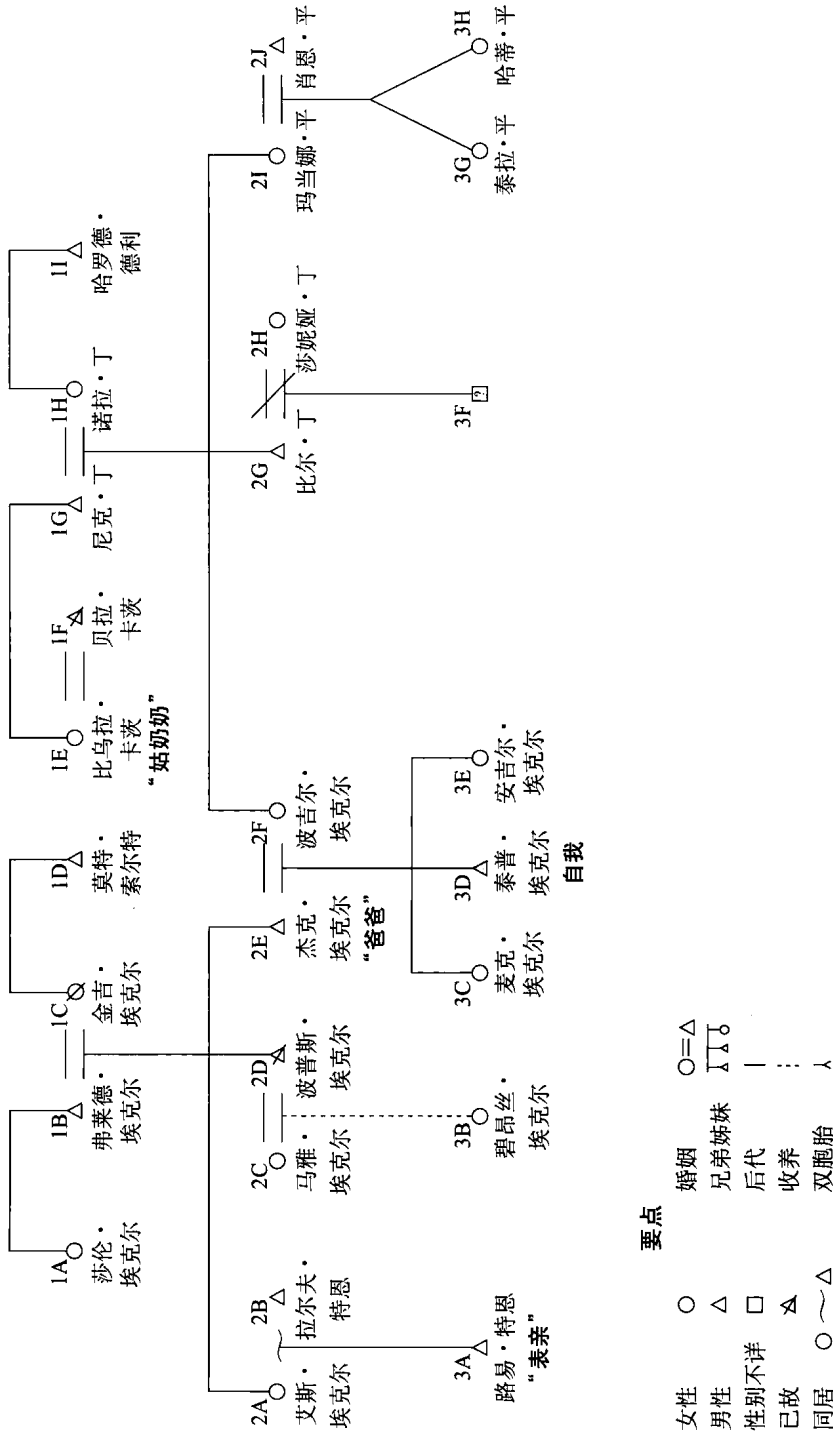 1A
莎伦·
埃克尔
1B
弗莱德·
埃克尔
1C
金吉·
埃克尔
1D
莫特·
索尔特
1E
比乌拉·
卡茨
“姑奶奶”
1F
贝拉·
卡茨
1G
尼克·丁
1H
诺拉·丁
1I
哈罗德·
德利
2A
艾斯·
埃克尔
2B
拉尔夫·
特恩
2C
马雅·
埃克尔
2D
波普斯·
埃克尔
2E
杰克·
埃克尔
“爸爸”
2F
波吉尔·
埃克尔
2G
比尔·丁
2H
莎妮娅·丁
2I
玛当娜·平
2J
肖恩·平
3A
路易·特恩
“表亲”
3B
碧昂丝·
埃克尔
3C
麦克·
埃克尔
3D
泰普·
埃克尔
自我
3E
安吉尔·
埃克尔
3F
?
3G
泰拉·平
3H
哈蒂·平
要点
女性
婚姻
男性
兄弟姊妹
性别不详
后代
已故
收养
同居
双胞胎